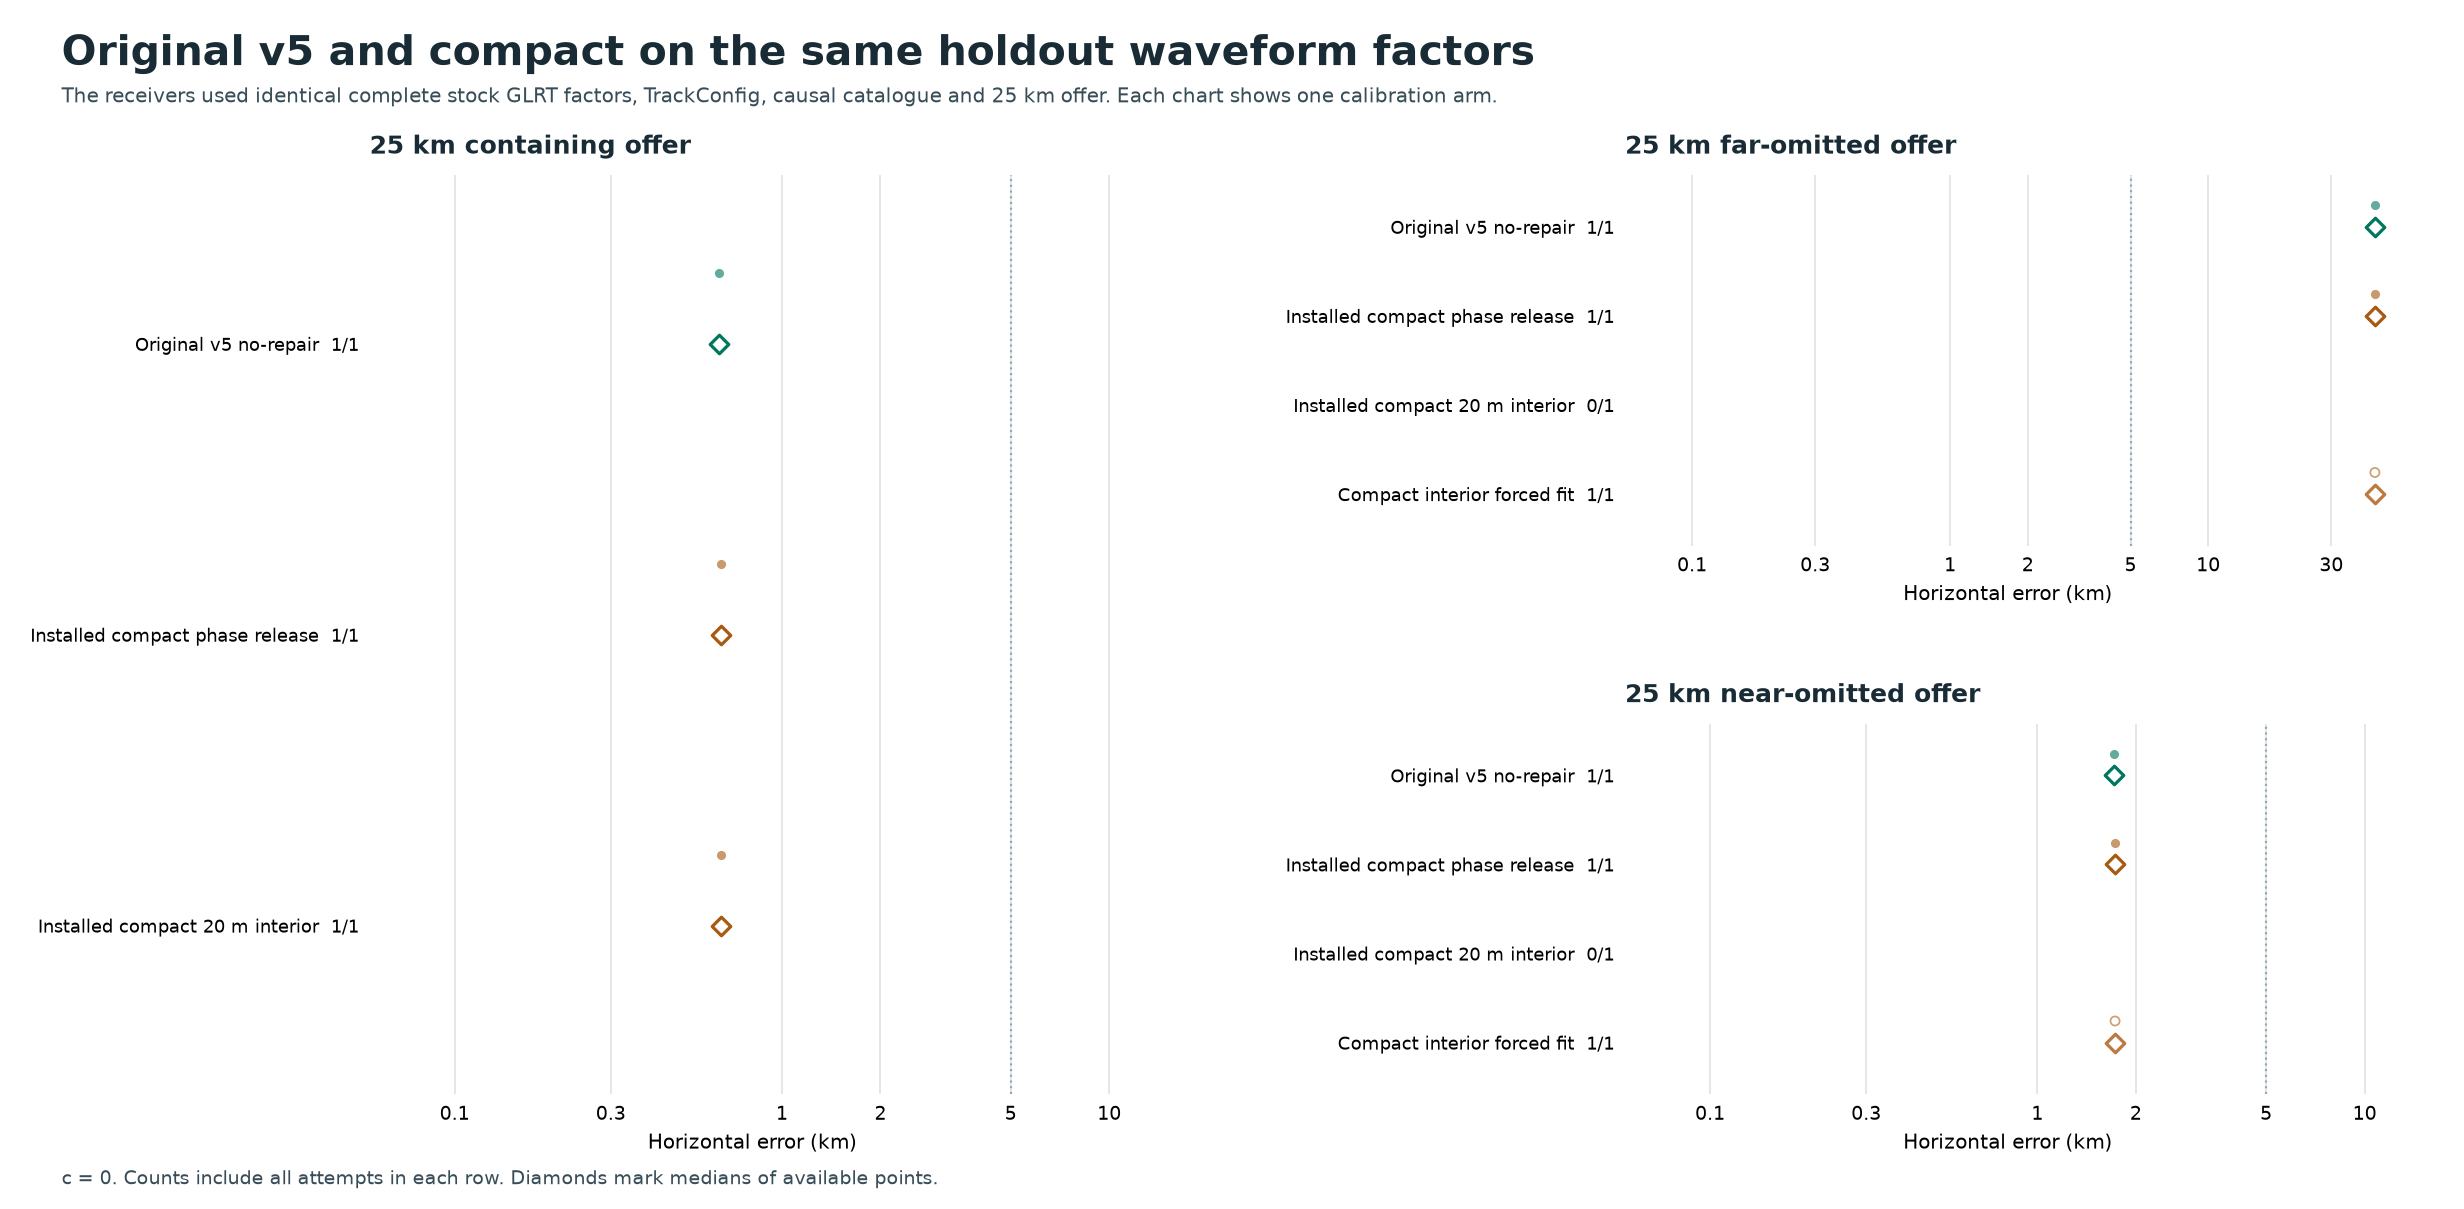 Original v5 and compact on the same holdout waveform factors
The receivers used identical complete stock GLRT factors, TrackConfig, causal catalogue and 25 km offer. Each chart shows one calibration arm.
25 km containing offer
Original v5 no-repair 1/1
Installed compact phase release 1/1
Installed compact 20 m interior 1/1
0.1 0.3 1 2 5 10
Horizontal error (km)
25 km far-omitted offer
Original v5 no-repair 1/1
Installed compact phase release 1/1
Installed compact 20 m interior 0/1
Compact interior forced fit 1/1
0.1 0.3 1 2 5 10 30
Horizontal error (km)
25 km near-omitted offer
Original v5 no-repair 1/1
Installed compact phase release 1/1
Installed compact 20 m interior 0/1
Compact interior forced fit 1/1
0.1 0.3 1 2 5 10
Horizontal error (km)
c = 0. Counts include all attempts in each row. Diamonds mark medians of available points.